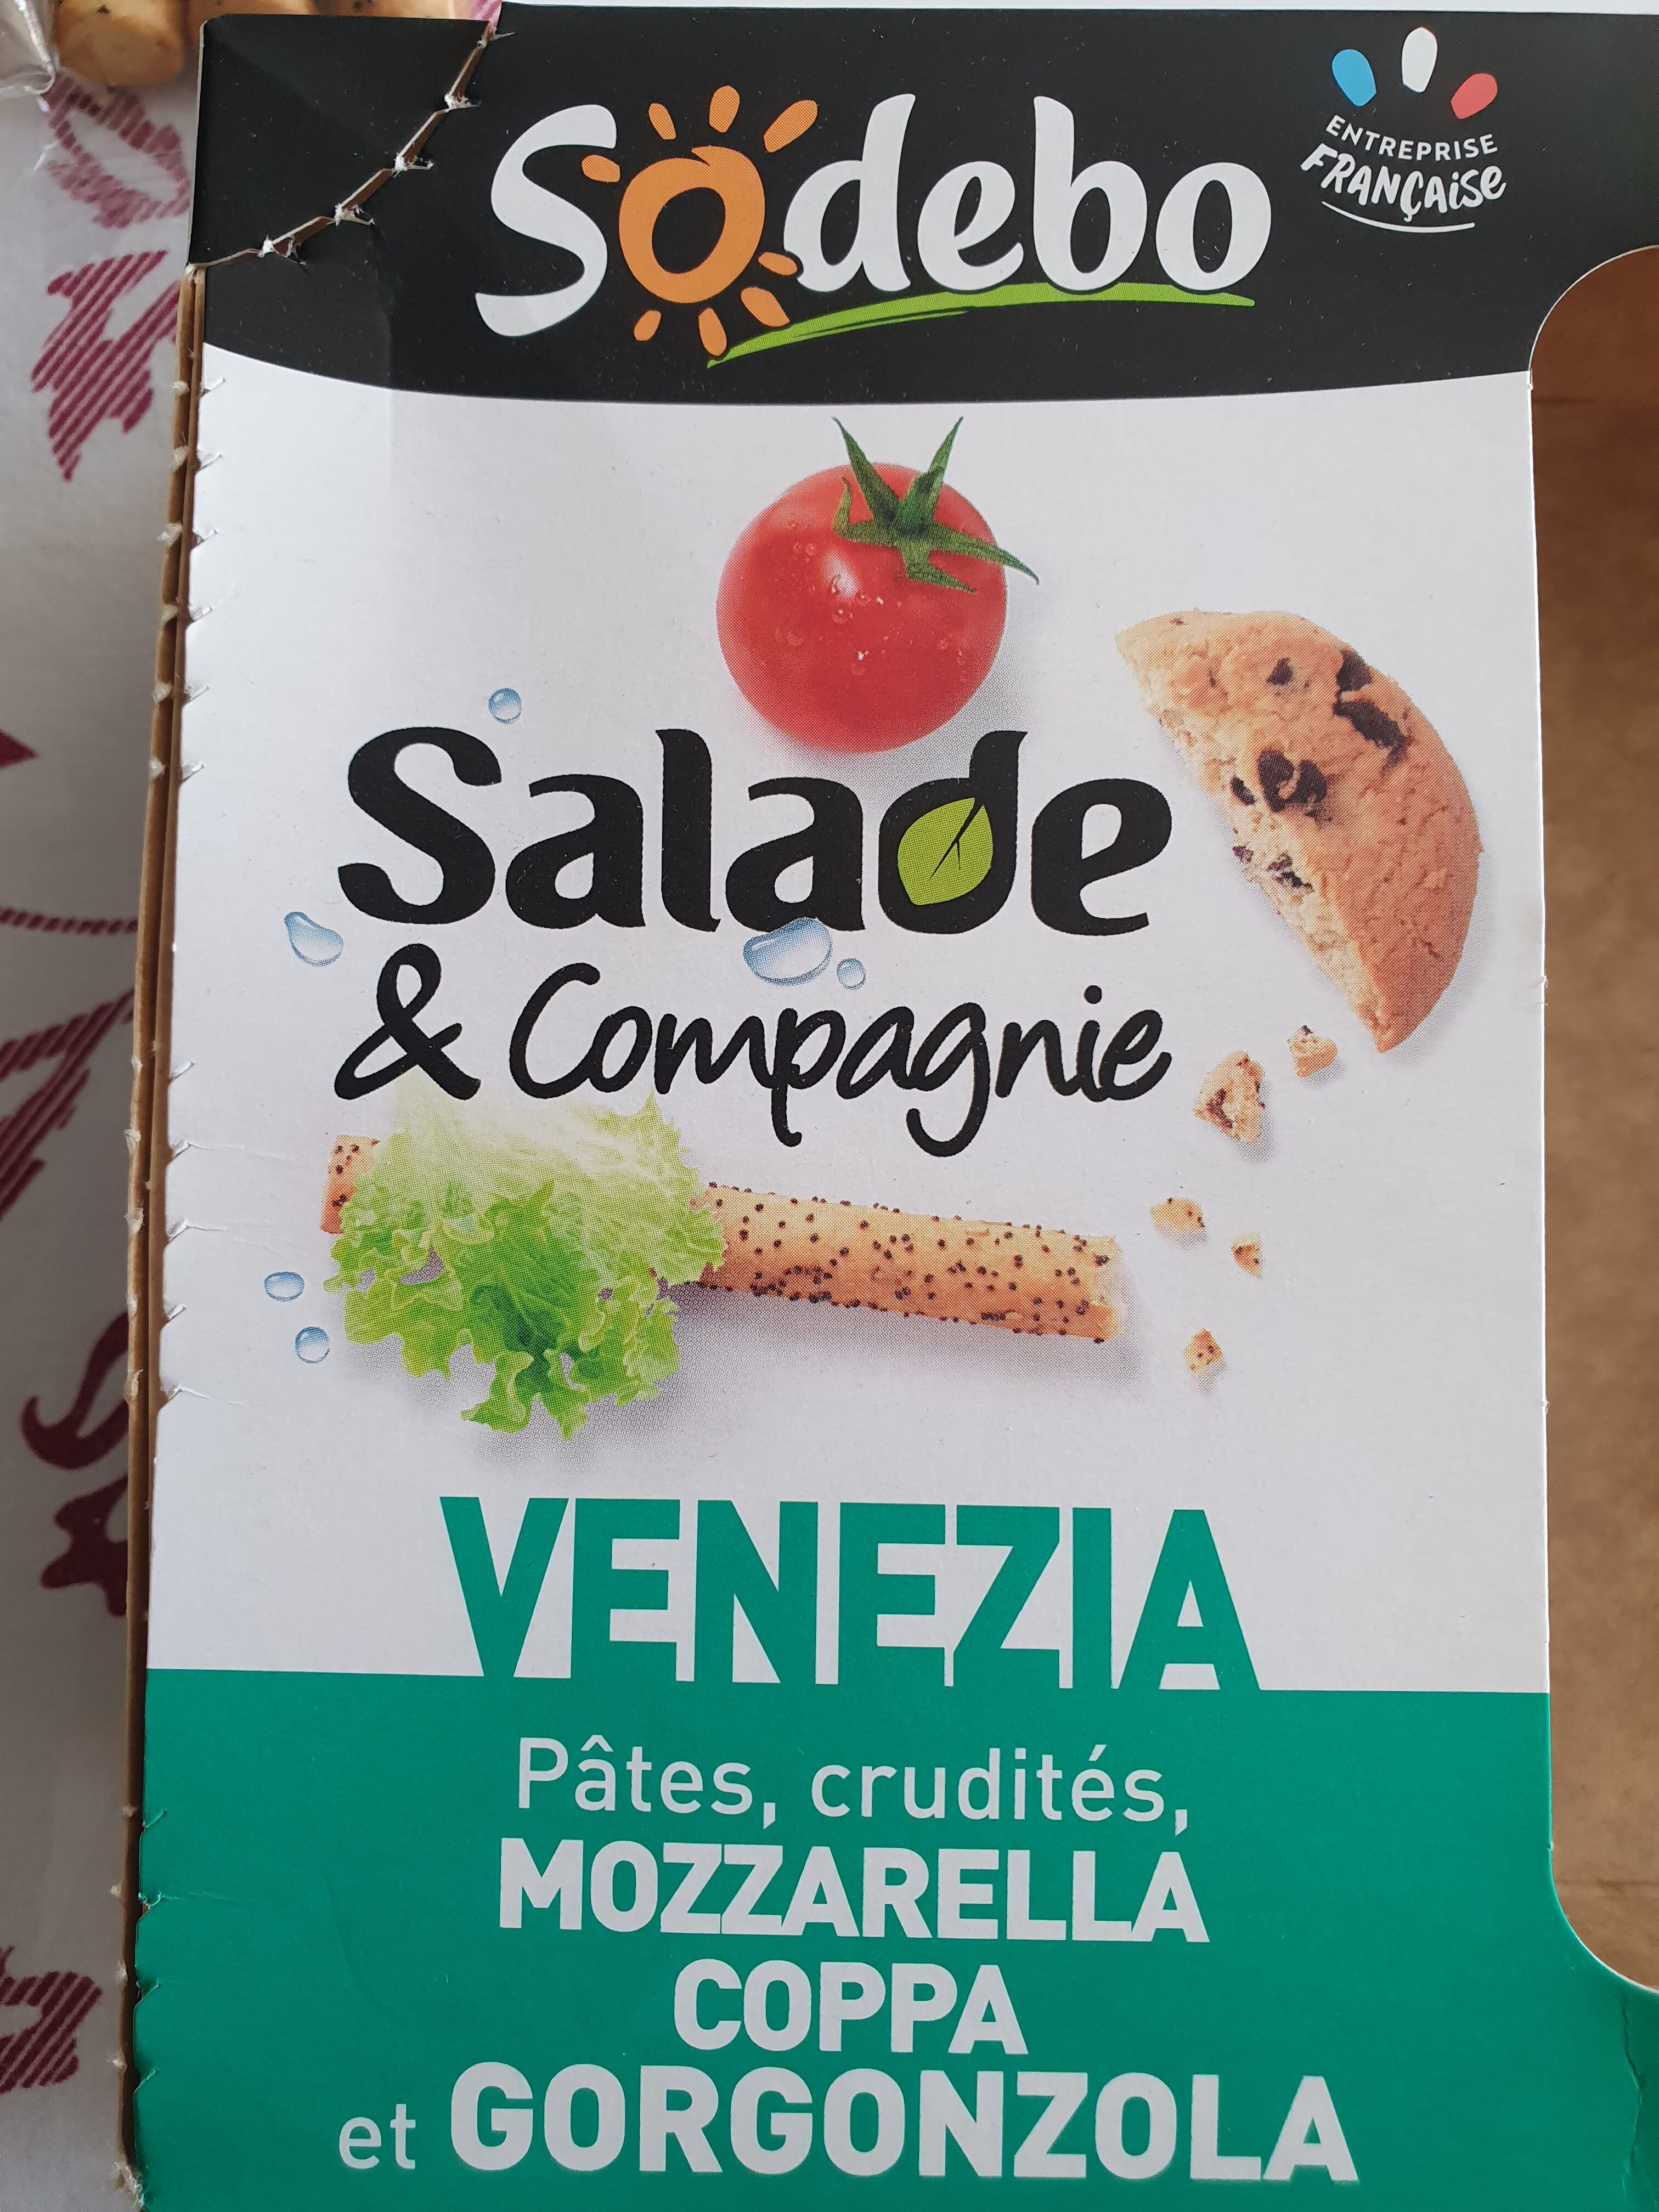 Sodebo
ENTREPRISE
FRANÇAiSe
Salade
& Compagnie
VENEZIA
Pâtes, crudités,
MOZZARELLA
COPPA
et GORGONZOLA